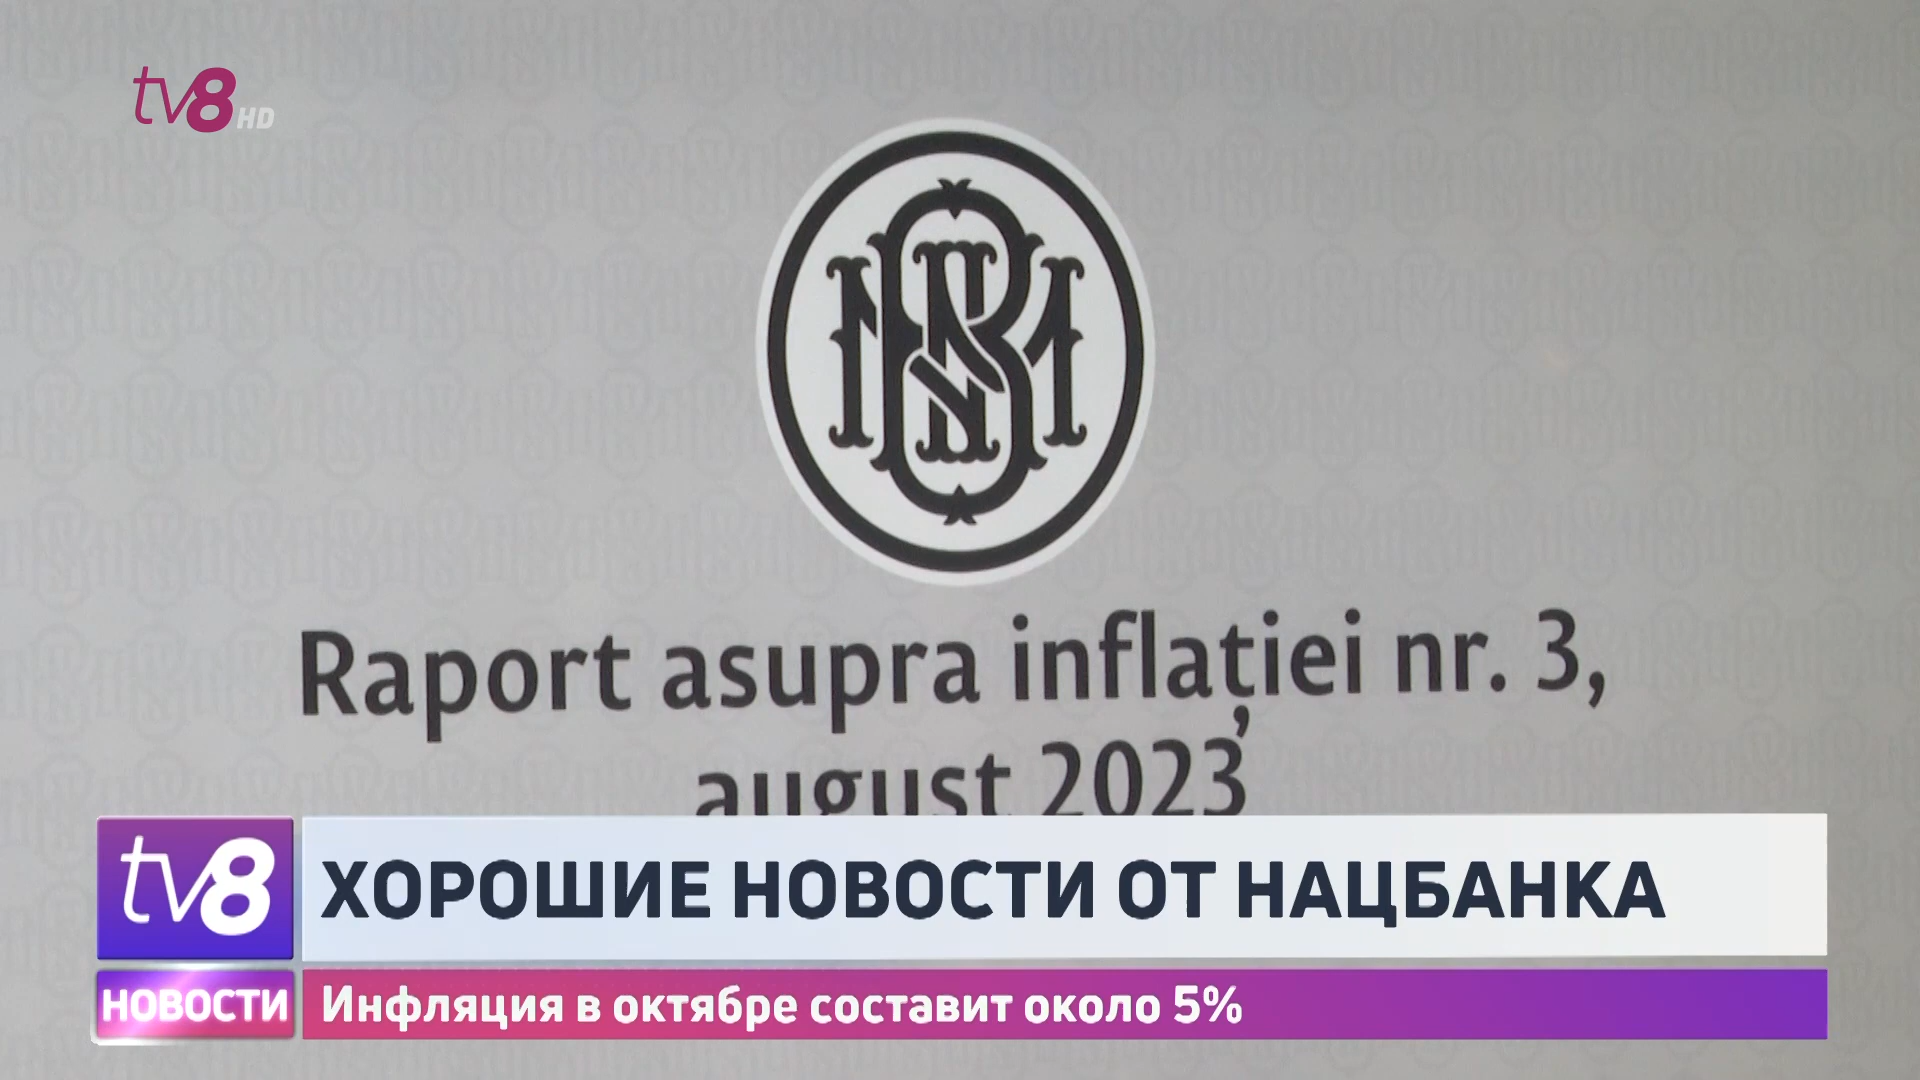 tv8 HD
Raport asupra inflației nr. 3,
august 2023
tv8
ХОРОШИЕ НОВОСТИ ОТ НАЦБАНКА
НОВОСТИ
Инфляция в октябре составит около 5%